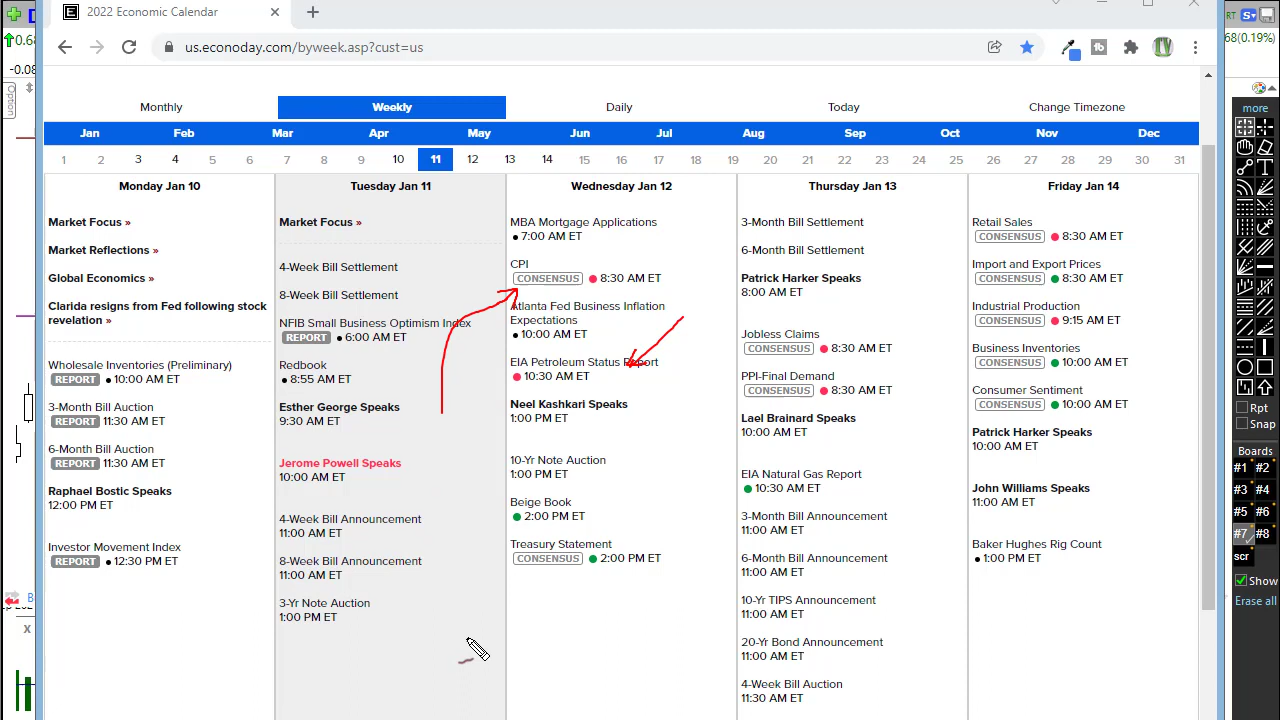 2022 Economic Calendar
us.econoday.com/byweek.asp?cust=us
Monthly Weekly Daily Today Change Timezone
Jan Feb Mar Apr May Jun Jul Aug Sep Oct Nov Dec
1 2 3 4 5 6 7 8 9 10 11 12 13 14 15 16 17 18 19 20 21 22 23 24 25 26 27 28 29 30 31
Monday Jan 10
Market Focus »
Market Reflections »
Global Economics »
Clarida resigns from Fed following stock
revelation »
Wholesale Inventories (Preliminary)
REPORT 10:00 AM ET
3-Month Bill Auction
REPORT 11:30 AM ET
6-Month Bill Auction
REPORT 11:30 AM ET
Raphael Bostic Speaks
12:00 PM ET
Investor Movement Index
REPORT 12:30 PM ET
Tuesday Jan 11
Market Focus »
4-Week Bill Settlement
8-Week Bill Settlement
NFIB Small Business Optimism Index
REPORT 6:00 AM ET
Redbook
8:55 AM ET
Esther George Speaks
9:30 AM ET
Jerome Powell Speaks
10:00 AM ET
4-Week Bill Announcement
11:00 AM ET
8-Week Bill Announcement
11:00 AM ET
3-Yr Note Auction
1:00 PM ET
Wednesday Jan 12
MBA Mortgage Applications
7:00 AM ET
CPI
CONSENSUS 8:30 AM ET
Atlanta Fed Business Inflation
Expectations
10:00 AM ET
EIA Petroleum Status Report
10:30 AM ET
Neel Kashkari Speaks
1:00 PM ET
10-Yr Note Auction
1:00 PM ET
Beige Book
2:00 PM ET
Treasury Statement
CONSENSUS 2:00 PM ET
Thursday Jan 13
3-Month Bill Settlement
6-Month Bill Settlement
Patrick Harker Speaks
8:00 AM ET
Jobless Claims
CONSENSUS 8:30 AM ET
PPI-Final Demand
CONSENSUS 8:30 AM ET
Lael Brainard Speaks
10:00 AM ET
EIA Natural Gas Report
10:30 AM ET
3-Month Bill Announcement
11:00 AM ET
6-Month Bill Announcement
11:00 AM ET
10-Yr TIPS Announcement
11:00 AM ET
20-Yr Bond Announcement
11:00 AM ET
4-Week Bill Auction
11:30 AM ET
Friday Jan 14
Retail Sales
CONSENSUS 8:30 AM ET
Import and Export Prices
CONSENSUS 8:30 AM ET
Industrial Production
CONSENSUS 9:15 AM ET
Business Inventories
CONSENSUS 10:00 AM ET
Consumer Sentiment
CONSENSUS 10:00 AM ET
Patrick Harker Speaks
10:00 AM ET
John Williams Speaks
11:00 AM ET
Baker Hughes Rig Count
1:00 PM ET
68(0.19%)
more
Rpt
Snap
Boards
#1 #2
#3 #4
#5 #6
#7 #8
scr
Show
Erase all
Option